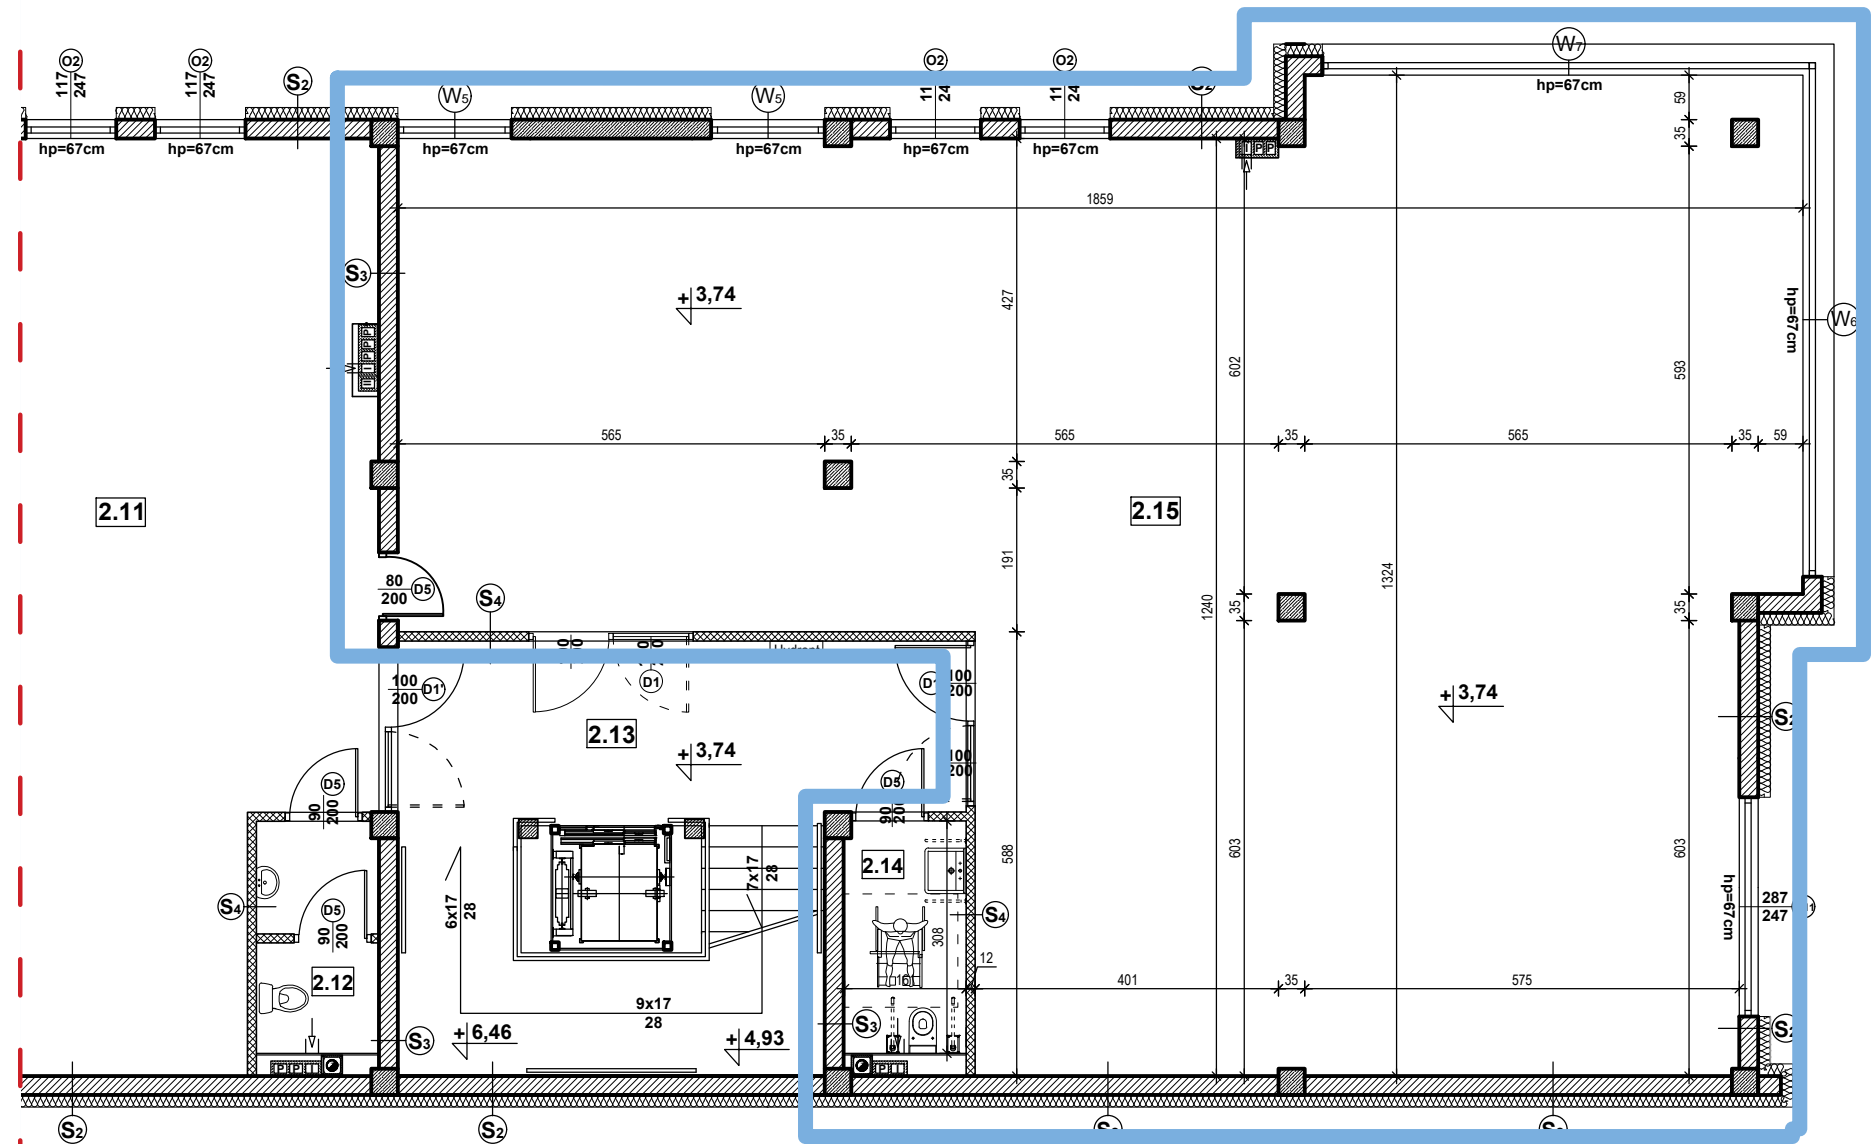 O2
O2
O2
O2
W7
117
247
117
247
S2
W5
W5
11
24
11
24
hp=67cm
hp=67cm
hp=67cm
hp=67cm
hp=67cm
hp=67cm
hp=67cm
59
35
I P P
1859
S3
+3,74
427
602
hp=67cm
W6
593
P
P
P
I
II
565
35
565
35
565
35
59
35
2.11
2.15
191
1324
80
200
D5
S4
1240
35
35
100
200
D1'
D1
D1
100
200
+3,74
S2
2.13
+3,74
100
200
D5
90
200
D5
90
200
2.14
588
603
603
7x17
28
6x17
28
S4
D5
90
200
S4
308
hp=67cm
287
247
2.12
12
161
401
35
575
9x17
28
S3
+6,46
+4,93
S3
S2
P P I
P I
S2
S2